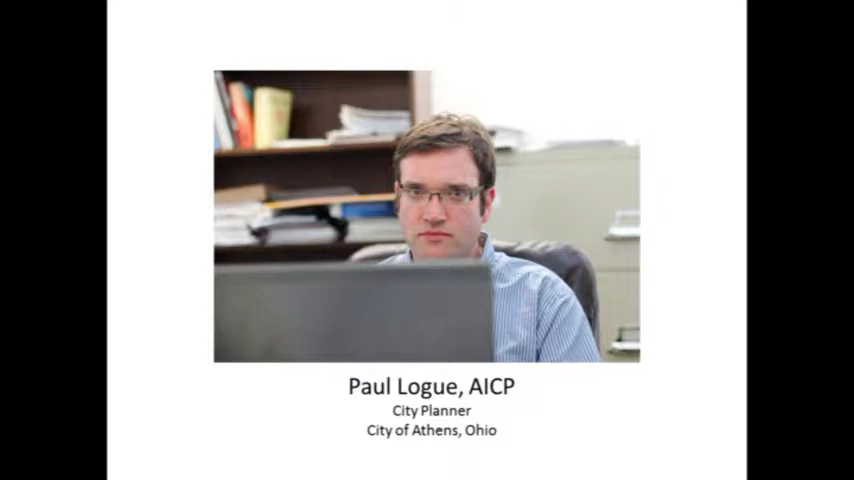 Paul Logue, AICP
City Planner
City of Athens, Ohio